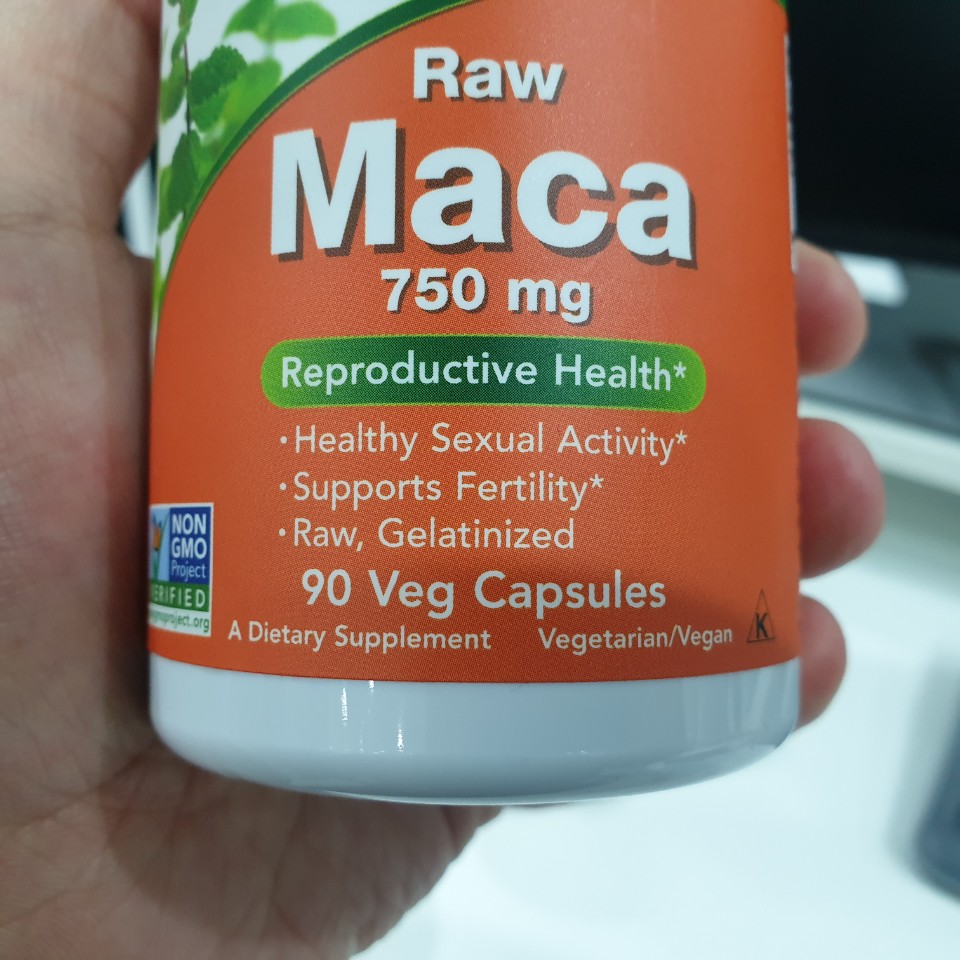 Raw
Maca
750 mg
Reproductive Health*
• Healthy Sexual Activity*
• Supports Fertility*
• Raw, Gelatinized
90 Veg Capsules
A Dietary Supplement Vegetarian/Vegan K
NON
GMO
Project
VERIFIED